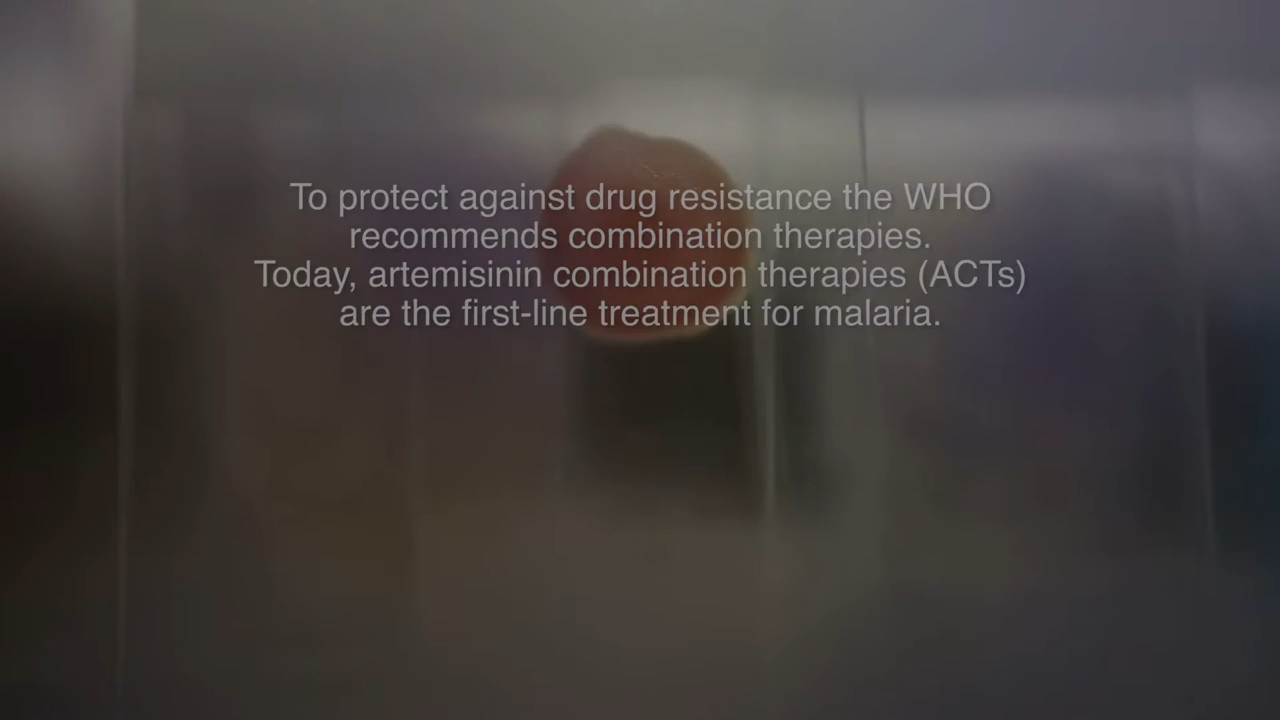 To protect against drug resistance the WHO
recommends combination therapies.
Today, artemisinin combination therapies (ACTs)
are the first-line treatment for malaria.